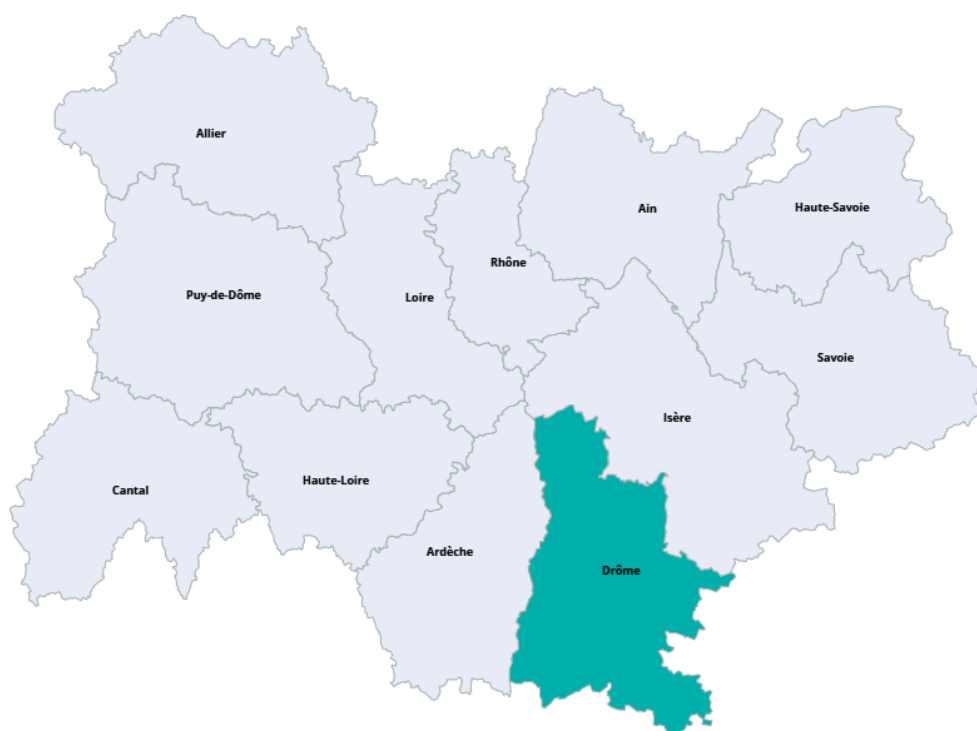 Allier
Ain
Haute-Savoie
Rhône
Puy-de-Dôme
Loire
Savoie
Isère
Haute-Loire
Cantal
Ardèche
Drôme